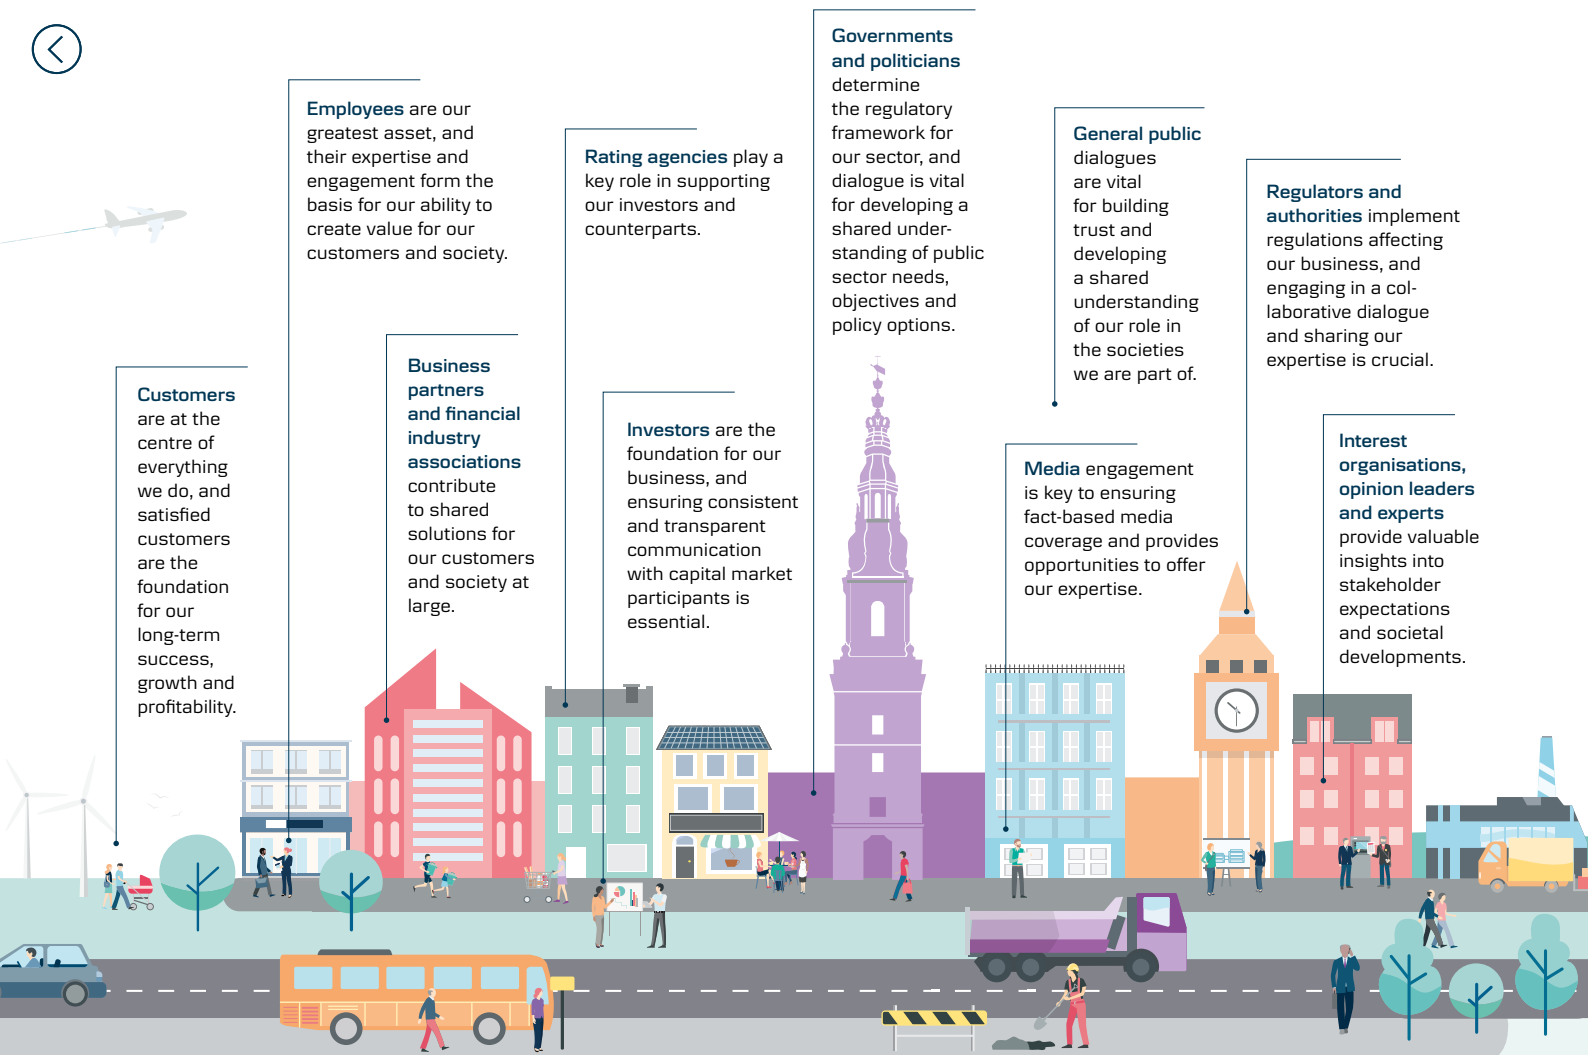 Customers
are at the
centre of
everything
we do, and
satisfied
customers
are the
foundation
for our
long-term
success,
growth and
profitability.
Employees are our
greatest asset, and
their expertise and
engagement form the
basis for our ability to
create value for our
customers and society.
Business
partners
and financial
industry
associations
contribute
to shared
solutions for
our customers
and society at
large.
Rating agencies play a
key role in supporting
our investors and
counterparts.
Investors are the
foundation for our
business, and
ensuring consistent
and transparent
communication
with capital market
participants is
essential.
Governments
and politicians
determine
the regulatory
framework for
our sector, and
dialogue is vital
for developing a
shared under-
standing of public
sector needs,
objectives and
policy options.
General public
dialogues
are vital
for building
trust and
developing
a shared
understanding
of our role in
the societies
we are part of.
Media engagement
is key to ensuring
fact-based media
coverage and provides
opportunities to offer
our expertise.
Regulators and
authorities implement
regulations affecting
our business, and
engaging in a col-
laborative dialogue
and sharing our
expertise is crucial.
Interest
organisations,
opinion leaders
and experts
provide valuable
insights into
stakeholder
expectations
and societal
developments.